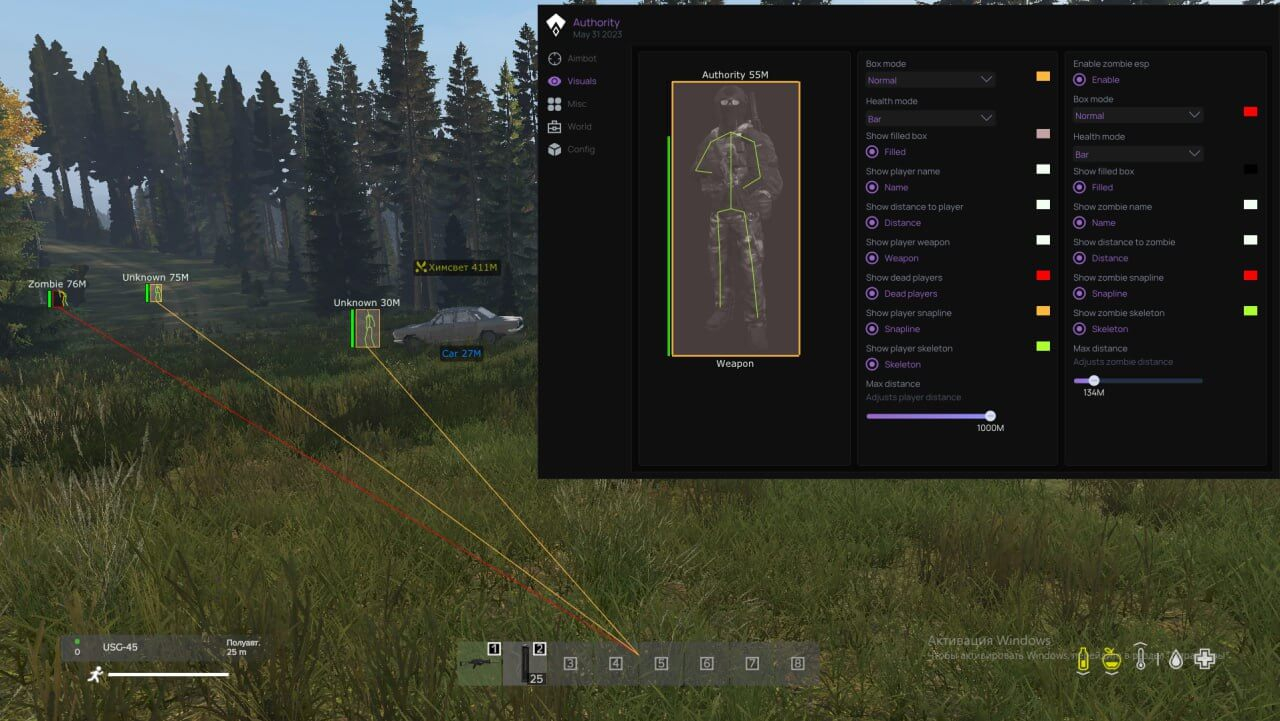 Authority
May 31 2023
Aimbot
Visuals
Misc
World
Config
Authority 55M
Weapon
Box mode
Normal
Health mode
Bar
Show filled box
Filled
Show player name
Name
Show distance to player
Distance
Show player weapon
Weapon
Show dead players
Dead players
Show player snapline
Snapline
Show player skeleton
Skeleton
Max distance
Adjusts player distance
1000M
Enable zombie esp
Enable
Box mode
Normal
Health mode
Bar
Show filled box
Filled
Show zombie name
Name
Show distance to zombie
Distance
Show zombie snapline
Snapline
Show zombie skeleton
Skeleton
Max distance
Adjusts zombie distance
134M
Zombie 76M
Unknown 75M
Unknown 30M
Химсвет 411M
Car 27M
0
USG-45
Полуавт.
25 m
1
2
25
3
4
5
6
7
8
Активация Windows
Чтобы активировать Windows, перейдите в раздел